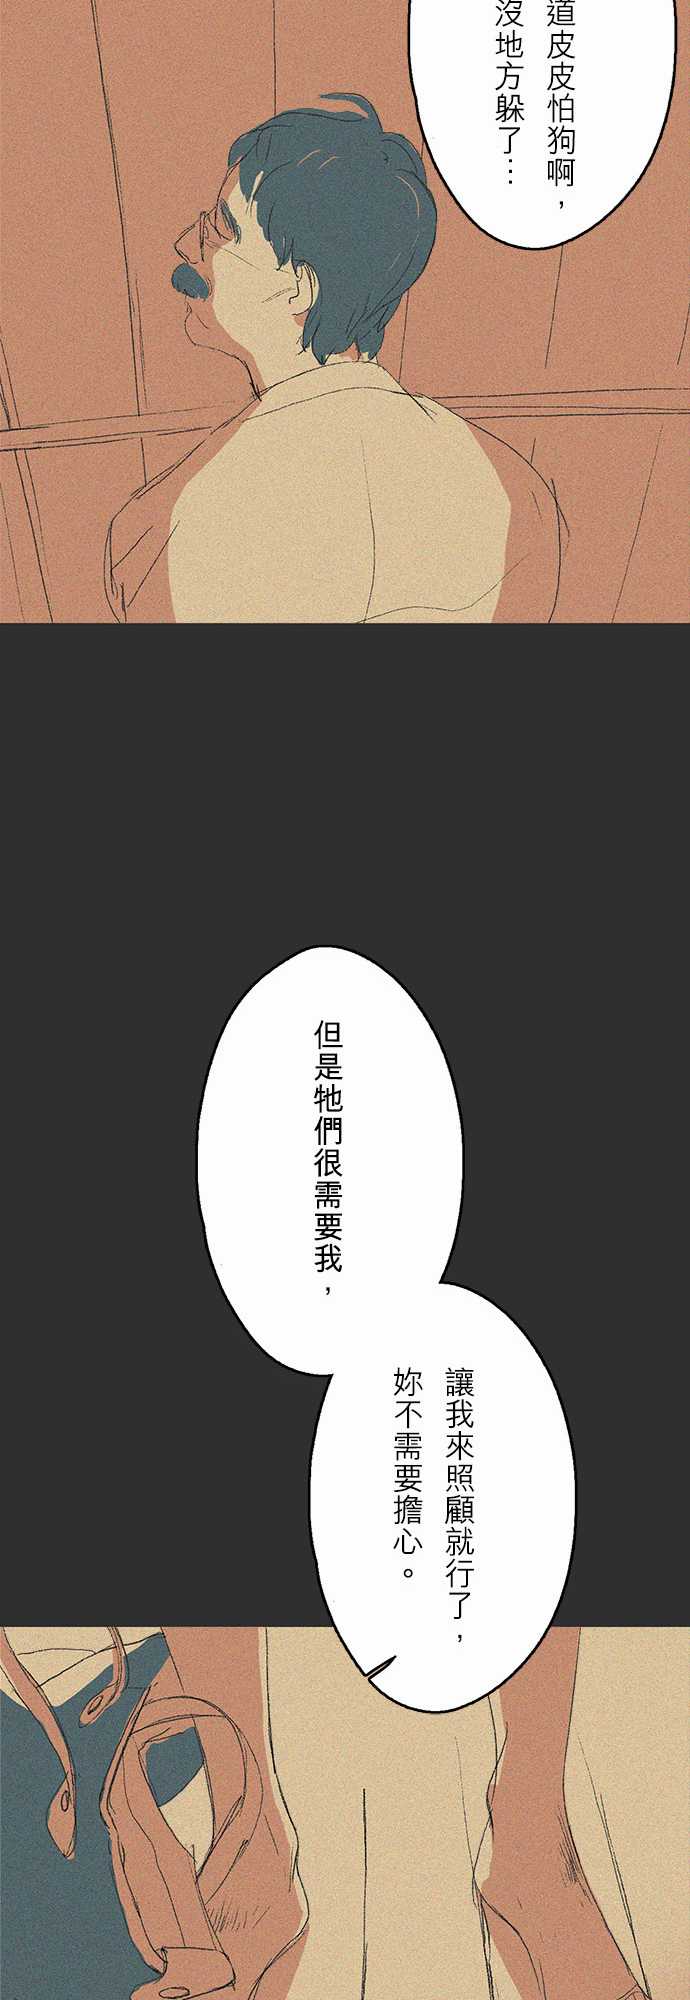 道皮皮怕狗啊，
沒地方躲了…
但是牠們很需要我，
讓我來照顧就行了，
妳不需要擔心。